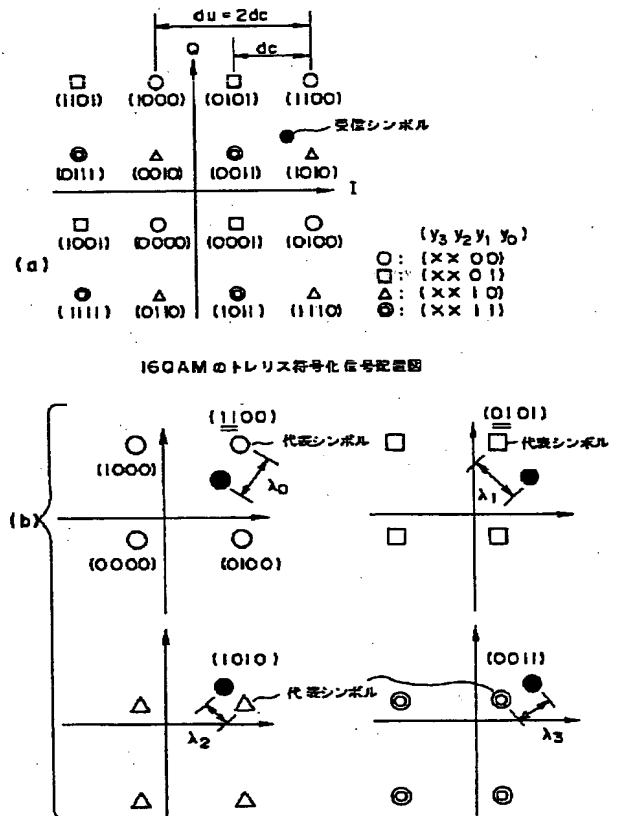 du = 2dc
Q
dc
(1101) (1000) (0101) (1100)
受信シンボル
(0111) (0010) (0011) (1010)
I
(1001) (0000) (0001) (0100)
(a)
(y₃ y₂ y₁ y₀)
○: (×× 00)
□: (×× 01)
△: (×× 10)
◎: (×× 11)
(1111) (0110) (1011) (1110)
16QAMのトレリス符号化信号配置図
(b)
(1100)
代表シンボル
(1000)
λ₀
(0000) (0100)
(0101)
代表シンボル
λ₁
(1010)
代表シンボル
λ₂
(0011)
λ₃